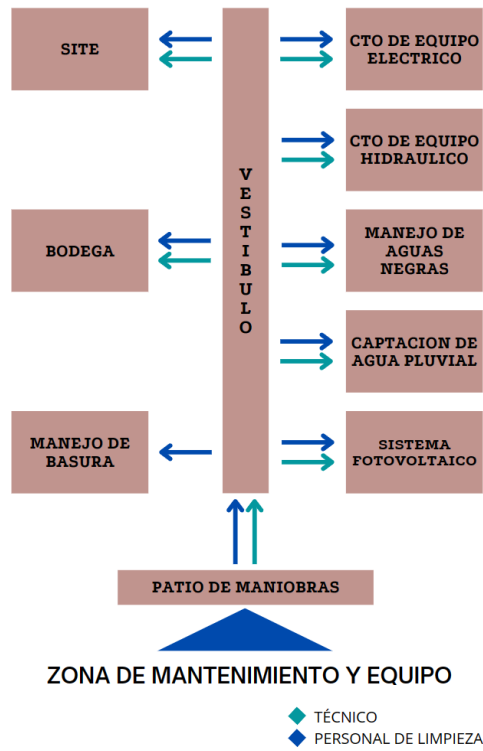 SITE
CTO DE EQUIPO
ELECTRICO
CTO DE EQUIPO
HIDRAULICO
VESTIBULO
BODEGA
MANEJO DE
AGUAS
NEGRAS
CAPTACION DE
AGUA PLUVIAL
MANEJO DE
BASURA
SISTEMA
FOTOVOLTAICO
PATIO DE MANIOBRAS
ZONA DE MANTENIMIENTO Y EQUIPO
TÉCNICO
PERSONAL DE LIMPIEZA